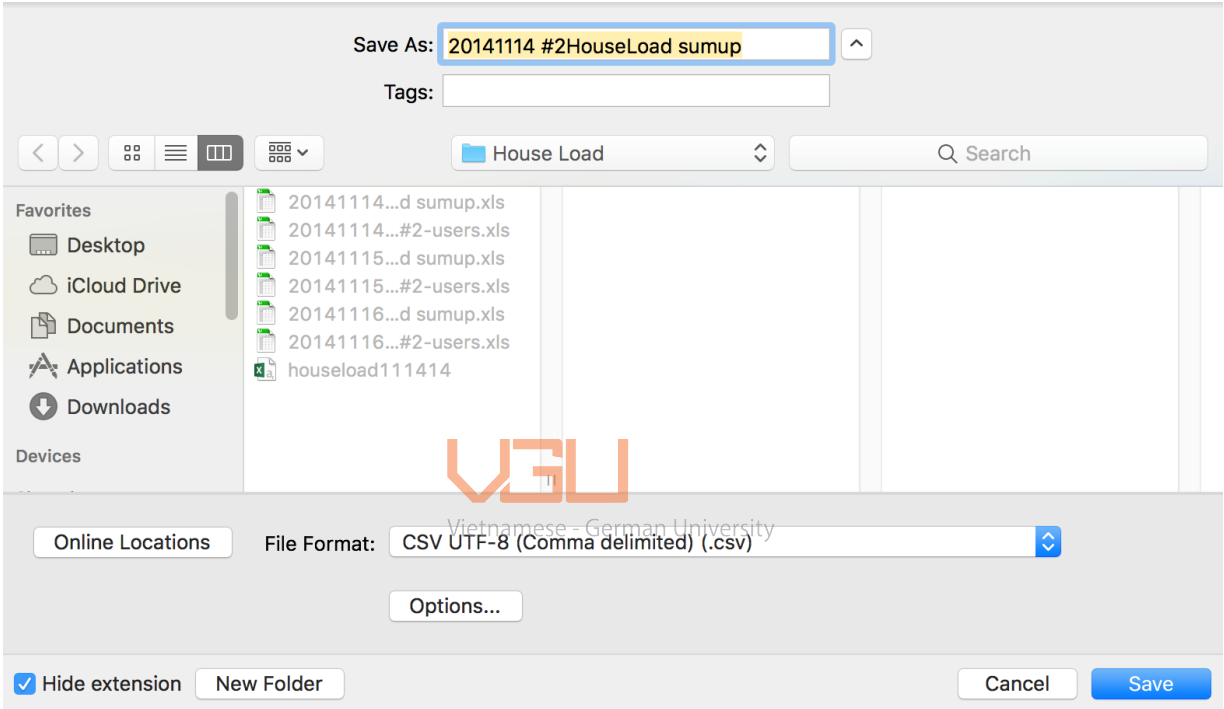 Save As: 20141114 #2HouseLoad sumup
Tags:
House Load
Search
Favorites
Desktop
iCloud Drive
Documents
Applications
Downloads
Devices
20141114...d sumup.xls
20141114...#2-users.xls
20141115...d sumup.xls
20141115...#2-users.xls
20141116...d sumup.xls
20141116...#2-users.xls
houseload111414
VGU
Vietnamese - German University
Online Locations File Format: CSV UTF-8 (Comma delimited) (.csv)
Options...
Hide extension New Folder Cancel Save